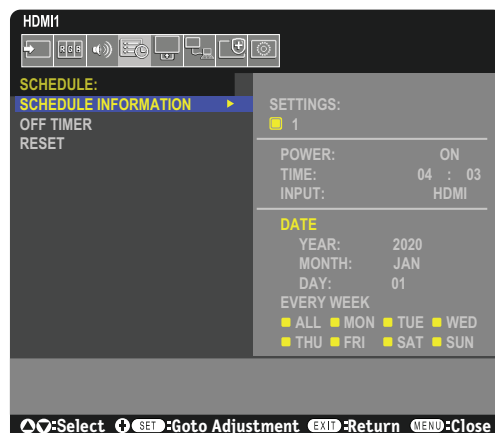 HDMI1
RGB
SCHEDULE:
SCHEDULE INFORMATION
OFF TIMER
RESET
SETTINGS:
1
POWER: ON
TIME: 04 : 03
INPUT: HDMI
DATE
YEAR: 2020
MONTH: JAN
DAY: 01
EVERY WEEK
ALL MON TUE WED
THU FRI SAT SUN
:Select SET:Goto Adjustment EXIT:Return MENU:Close